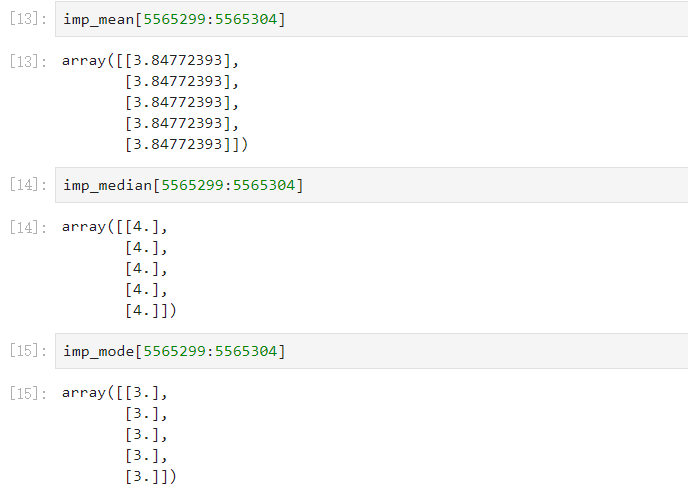 [13]: imp_mean[5565299:5565304]
[13]: array([[3.84772393],
[3.84772393],
[3.84772393],
[3.84772393],
[3.84772393]])
[14]: imp_median[5565299:5565304]
[14]: array([[4.],
[4.],
[4.],
[4.],
[4.]])
[15]: imp_mode[5565299:5565304]
[15]: array([[3.],
[3.],
[3.],
[3.],
[3.]])